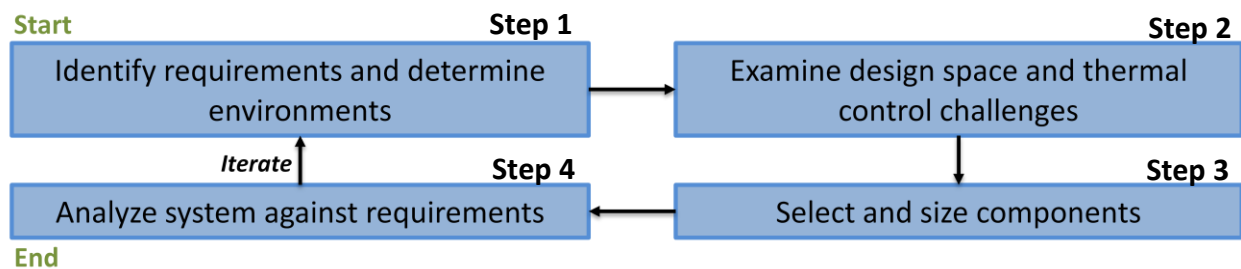 Start
Step 1
Identify requirements and determine
environments
Step 2
Examine design space and thermal
control challenges
Step 3
Select and size components
Iterate
Step 4
Analyze system against requirements
End